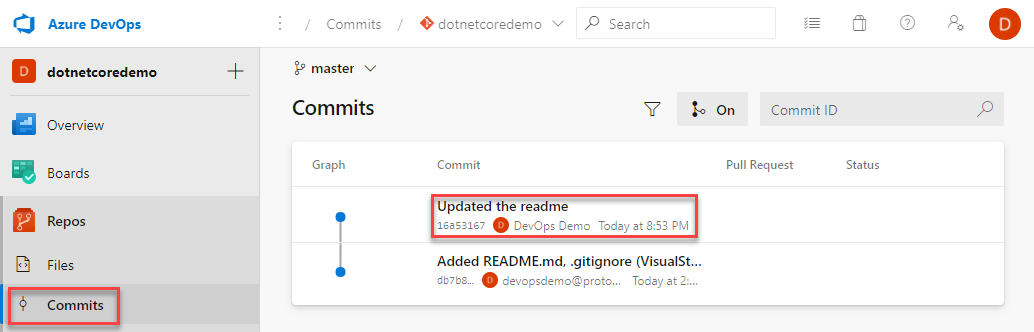 Azure DevOps
/ Commits / dotnetcoredemo
Search
D
D dotnetcoredemo
Overview
Boards
Repos
Files
Commits
master
Commits
On
Commit ID
Graph Commit Pull Request Status
Updated the readme
16a53167 D DevOps Demo Today at 8:53 PM
Added README.md, .gitignore (VisualSt...
db7b8... D devopsdemo@proto... Today at 2:...